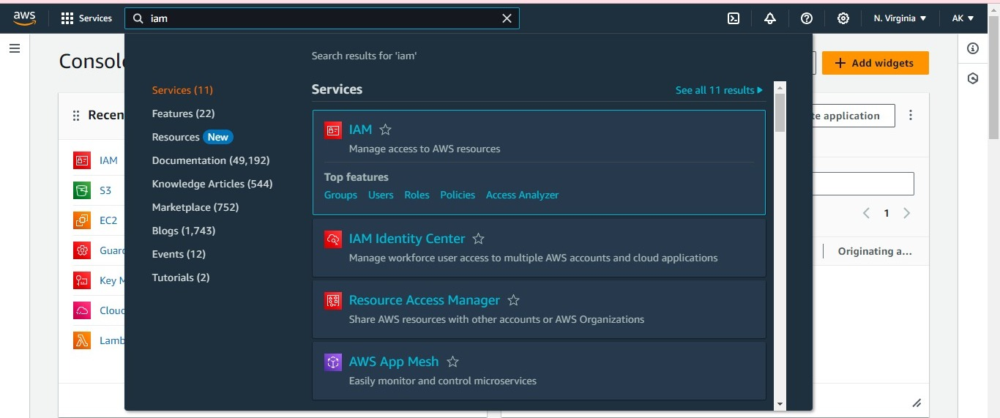 aws Services iam N. Virginia AK
Search results for 'iam'
Add widgets
Services (11)
Features (22)
Resources New
Documentation (49,192)
Knowledge Articles (544)
Marketplace (752)
Blogs (1,743)
Events (12)
Tutorials (2)
Services See all 11 results
IAM
Manage access to AWS resources
Top features
Groups Users Roles Policies Access Analyzer
IAM Identity Center
Manage workforce user access to multiple AWS accounts and cloud applications
Resource Access Manager
Share AWS resources with other accounts or AWS Organizations
AWS App Mesh
Easily monitor and control microservices
Consol
Recen
IAM
S3
EC2
Guar
Key M
Cloud
Lamb
te application
1
Originating a...